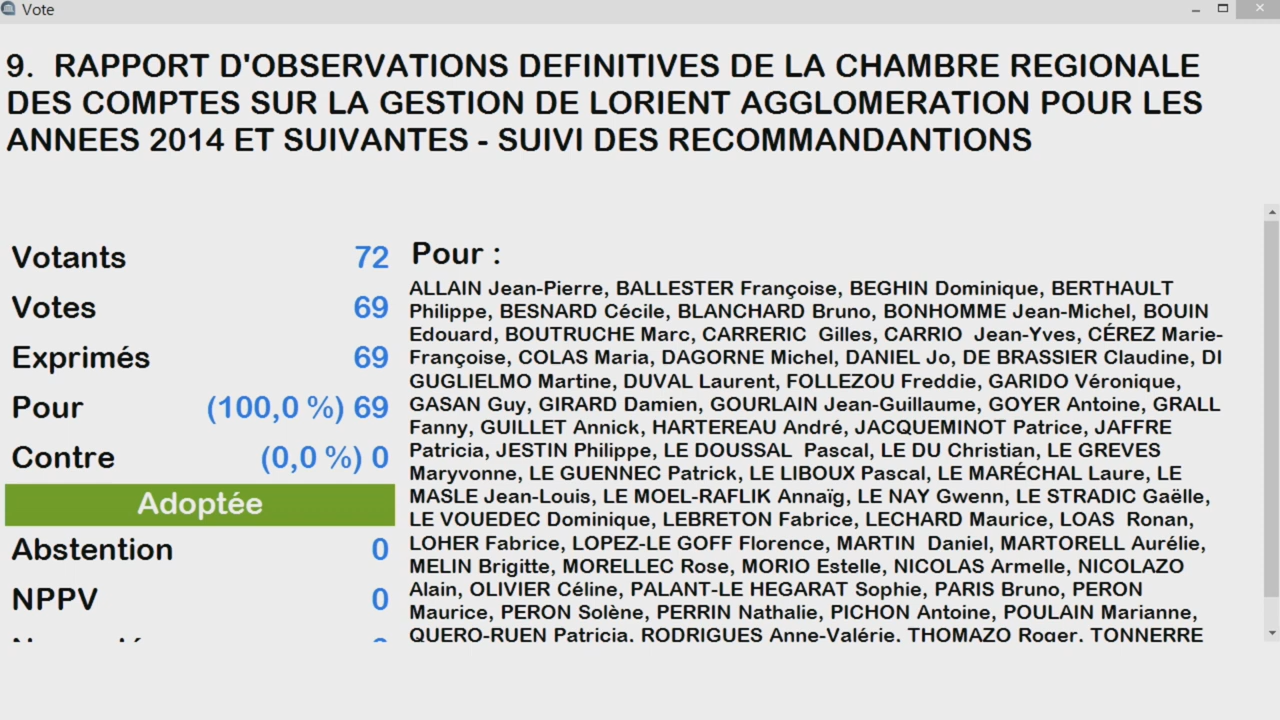 Vote
9. RAPPORT D'OBSERVATIONS DEFINITIVES DE LA CHAMBRE REGIONALE
DES COMPTES SUR LA GESTION DE LORIENT AGGLOMERATION POUR LES
ANNEES 2014 ET SUIVANTES - SUIVI DES RECOMMANDANTIONS
Votants 72
Votes 69
Exprimés 69
Pour (100,0 %) 69
Contre (0,0 %) 0
Adoptée
Abstention 0
NPPV 0
Pour :
ALLAIN Jean-Pierre, BALLESTER Françoise, BEGHIN Dominique, BERTHAULT
Philippe, BESNARD Cécile, BLANCHARD Bruno, BONHOMME Jean-Michel, BOUIN
Edouard, BOUTRUCHE Marc, CARRERIC Gilles, CARRIO Jean-Yves, CÉREZ Marie-
Françoise, COLAS Maria, DAGORNE Michel, DANIEL Jo, DE BRASSIER Claudine, DI
GUGLIELMO Martine, DUVAL Laurent, FOLLEZOU Freddie, GARIDO Véronique,
GASAN Guy, GIRARD Damien, GOURLAIN Jean-Guillaume, GOYER Antoine, GRALL
Fanny, GUILLET Annick, HARTEREAU André, JACQUEMINOT Patrice, JAFFRE
Patricia, JESTIN Philippe, LE DOUSSAL Pascal, LE DU Christian, LE GREVES
Maryvonne, LE GUENNEC Patrick, LE LIBOUX Pascal, LE MARÉCHAL Laure, LE
MASLE Jean-Louis, LE MOEL-RAFLIK Annaïg, LE NAY Gwenn, LE STRADIC Gaëlle,
LE VOUEDEC Dominique, LEBRETON Fabrice, LECHARD Maurice, LOAS Ronan,
LOHER Fabrice, LOPEZ-LE GOFF Florence, MARTIN Daniel, MARTORELL Aurélie,
MELIN Brigitte, MORELLEC Rose, MORIO Estelle, NICOLAS Armelle, NICOLAZO
Alain, OLIVIER Céline, PALANT-LE HEGARAT Sophie, PARIS Bruno, PERON
Maurice, PERON Solène, PERRIN Nathalie, PICHON Antoine, POULAIN Marianne,
QUERO-RUEN Patricia, RODRIGUES Anne-Valérie, THOMAZO Roger, TONNERRE